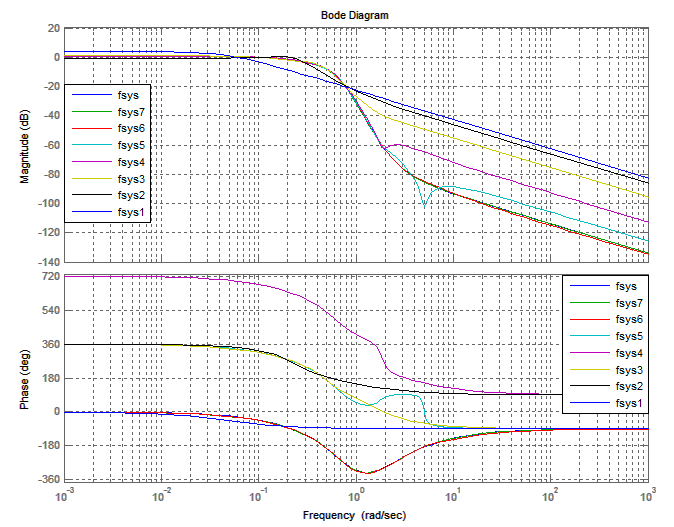 Bode Diagram
Magnitude (dB)
20
0
-20
-40
-60
-80
-100
-120
-140
fsys
fsys7
fsys6
fsys5
fsys4
fsys3
fsys2
fsys1
Phase (deg)
720
540
360
180
0
-180
-360
fsys
fsys7
fsys6
fsys5
fsys4
fsys3
fsys2
fsys1
10^-3 10^-2 10^-1 10^0 10^1 10^2 10^3
Frequency (rad/sec)